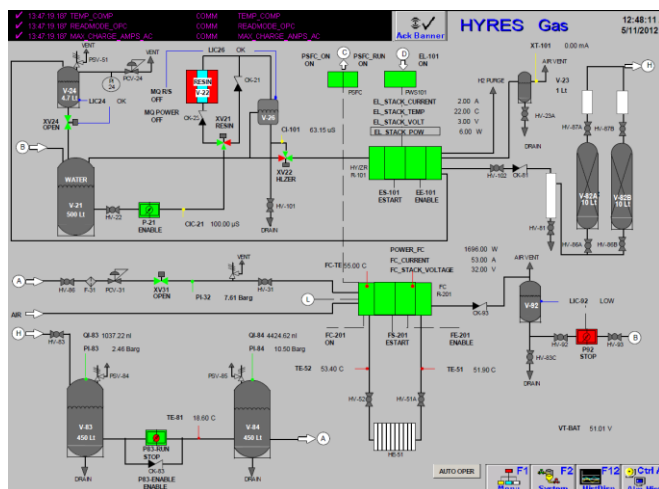 13:47:19 187 TEMP_COMP COMM TEMP_COMP
13:47:19 187 READMODE_OPC COMM READMODE_OPC
13:47:19 187 MAX_CHARGE_AMPS_AC COMM MAX_CHARGE_AMPS_AC
Ack Banner
HYRES Gas
12:48:11
5/11/2012
VENT
PSV-51
V-24
4.7 Lt
PI
24
PCV-24
LIC24 OK
XV24
OPEN
LIC26 OK
MQ R/S
OFF
MQ POWER
OFF
RESIN
V-22
CK-21
CK-25
XV21
RESIN
V-26
CI-101 63.15 uS
XV22
HLZER
HV-101
DRAIN
B
WATER
V-21
500 Lt
HV-22
P-21
ENABLE
CIC-21 100.00 µS
C
PSFC_ON
ON
PSFC_RUN
ON
PSFC
D
EL-101
ON
PWS101
EL_STACK_CURRENT 2.00 A
EL_STACK_TEMP 22.00 C
EL_STACK_VOLT 3.00 V
EL_STACK_POW 6.00 W
HY/ZR
R-101
ES-101
ESTART
EE-101
ENABLE
H2 PURGE
XT-101 0.00 mA
AIR VENT
V-23
1 Lt
HV-23A
DRAIN
HV-102
CK-81
HV-81
H
HV-87A
HV-87B
V-82A
10 Lt
V-82B
10 Lt
HV-86A
HV-86B
A
HV-88
F-31
PCV-31
XV31
OPEN
PI-32 7.61 Barg
VENT
HV-31
AIR
L
FC-TE 55.00 C
POWER_FC 1696.00 W
FC_CURRENT 53.00 A
FC_STACK_VOLTAGE 32.00 V
FC
R-201
FC-201
ON
FS-201
ESTART
FE-201
ENABLE
CK-93
AIR VENT
V-92
LIC-92 LOW
HV-92
P92
STOP
HV-93
B
HV-93C
DRAIN
H
HV-83
QI-83 1037.22 nl
PI-83 2.46 Barg
VENT
PSV-84
V-83
450 Lt
DRAIN
P83-RUN
STOP
CK-83
P83-ENABLE
ENABLE
TE-81 18.60 C
QI-84 4424.62 nl
PI-84 10.50 Barg
VENT
PSV-85
V-84
450 Lt
DRAIN
A
TE-52 53.40 C
TE-51 51.90 C
HV-52
HV-51A
HE-51
VT-BAT 51.01 V
AUTO OPER
F1
Menu
F2
System
F12
Ctrl A